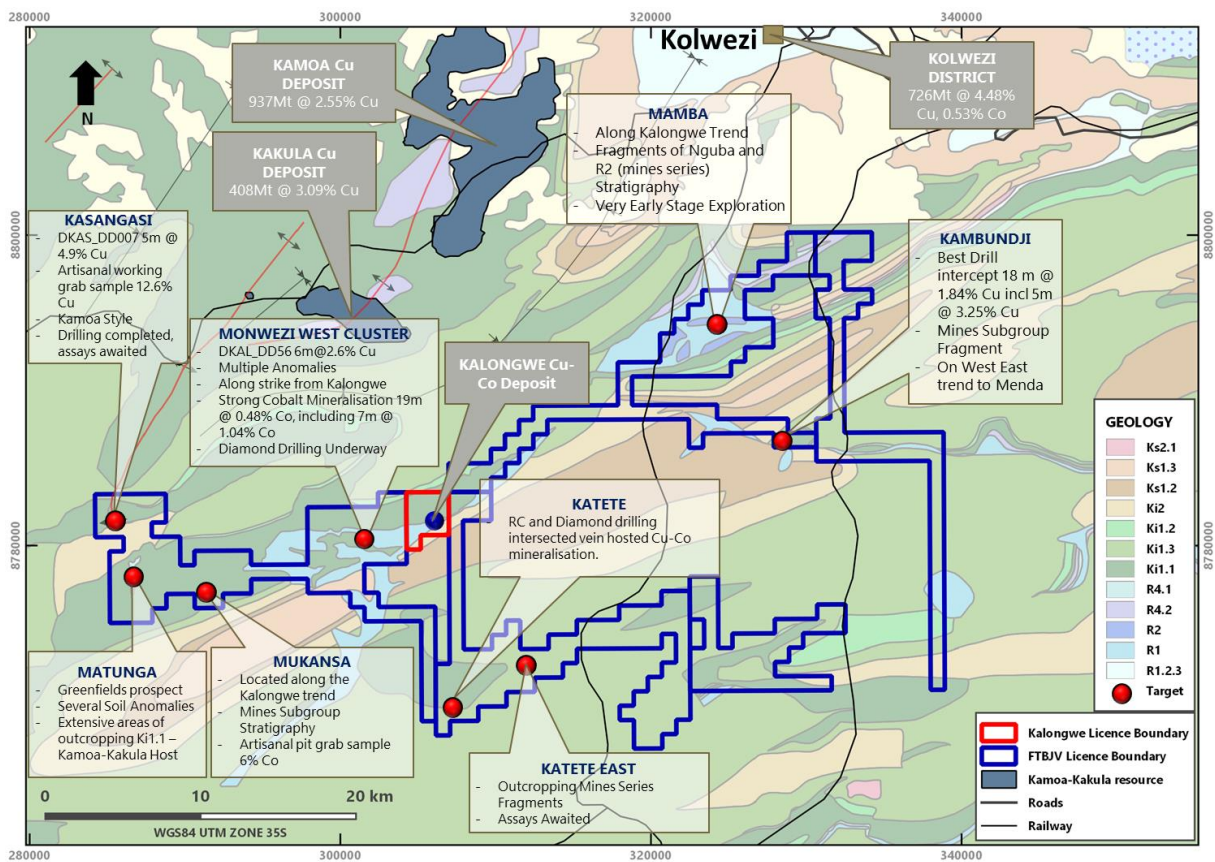 280000
300000
320000
340000
8800000
8780000
8800000
8780000
280000
300000
320000
340000
N
Kolwezi
KAMOA Cu
DEPOSIT
937Mt @ 2.55% Cu
KOLWEZI
DISTRICT
726Mt @ 4.48%
Cu, 0.53% Co
KAKULA Cu
DEPOSIT
408Mt @ 3.09% Cu
MAMBA
- Along Kalongwe Trend
- Fragments of Nguba and
R2 (mines series)
Stratigraphy
- Very Early Stage Exploration
KASANGASI
- DKAS_DD007 5m @
4.9% Cu
- Artisanal working
grab sample 12.6%
Cu
- Kamoa Style
- Drilling completed,
assays awaited
KAMBUNDJI
- Best Drill
intercept 18 m @
1.84% Cu incl 5m
@ 3.25% Cu
- Mines Subgroup
Fragment
- On West East
trend to Menda
MONWEZI WEST CLUSTER
- DKAL_DD56 6m@2.6% Cu
- Multiple Anomalies
- Along strike from Kalongwe
- Strong Cobalt Mineralisation 19m
@ 0.48% Co, including 7m @
1.04% Co
- Diamond Drilling Underway
KALONGWE Cu-
Co Deposit
KATETE
RC and Diamond drilling
intersected vein hosted Cu-Co
mineralisation.
MATUNGA
- Greenfields prospect
- Several Soil Anomalies
- Extensive areas of
outcropping Ki1.1 –
Kamoa-Kakula Host
MUKANSA
- Located along the
Kalongwe trend
- Mines Subgroup
Stratigraphy
- Artisanal pit grab sample
6% Co
KATETE EAST
- Outcropping Mines Series
Fragments
- Assays Awaited
GEOLOGY
Ks2.1
Ks1.3
Ks1.2
Ki2
Ki1.2
Ki1.3
Ki1.1
R4.1
R4.2
R2
R1
R1.2.3
Target
Kalongwe Licence Boundary
FTBJV Licence Boundary
Kamoa-Kakula resource
Roads
Railway
0 10 20 km
WGS84 UTM ZONE 35S